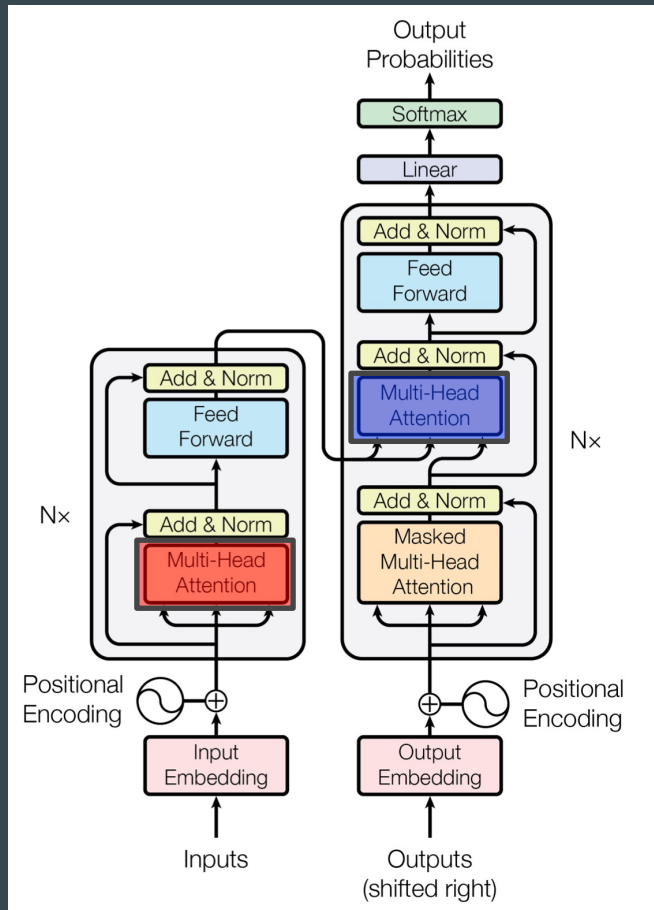 Output
Probabilities
Softmax
Linear
Add & Norm
Feed
Forward
Add & Norm
Multi-Head
Attention
Nx
Add & Norm
Masked
Multi-Head
Attention
Positional
Encoding
Output
Embedding
Outputs
(shifted right)
Add & Norm
Feed
Forward
Nx
Add & Norm
Multi-Head
Attention
Positional
Encoding
Input
Embedding
Inputs